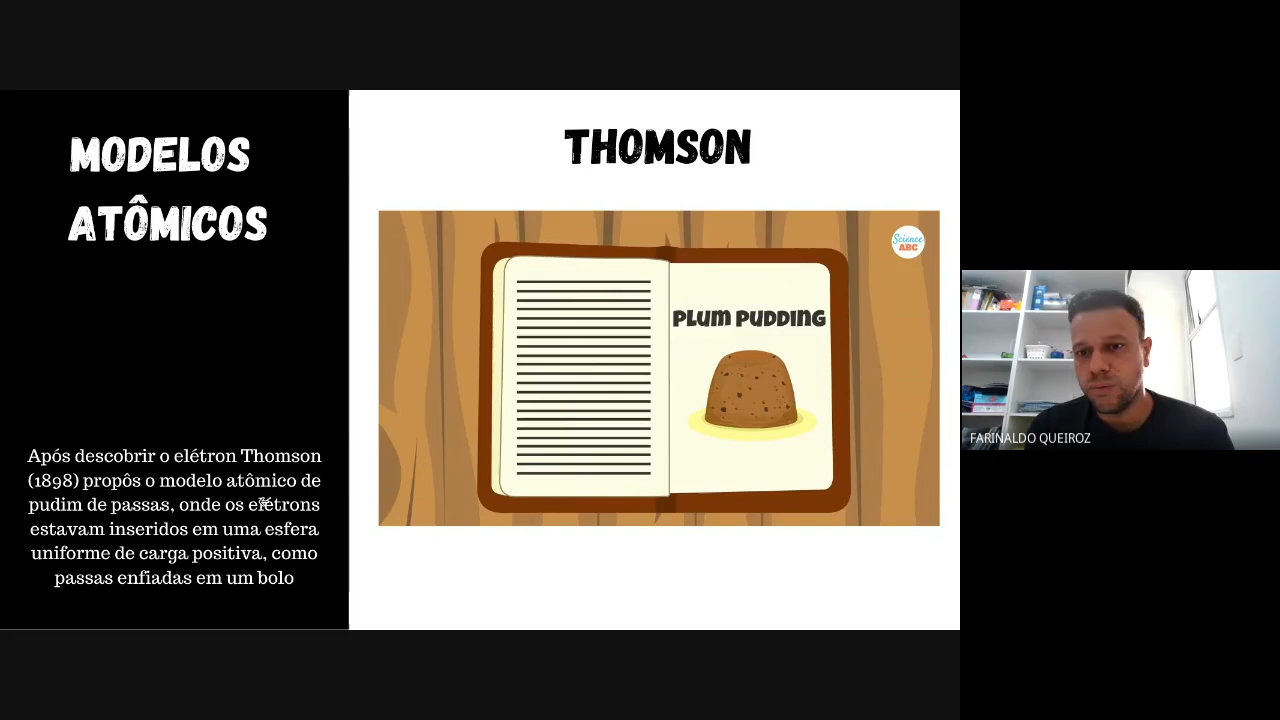 MODELOS
ATÔMICOS
Após descobrir o elétron Thomson
(1898) propôs o modelo atômico de
pudim de passas, onde os elétrons
estavam inseridos em uma esfera
uniforme de carga positiva, como
passas enfiadas em um bolo
THOMSON
Science
ABC
PLUM PUDDING
FARINALDO QUEIROZ